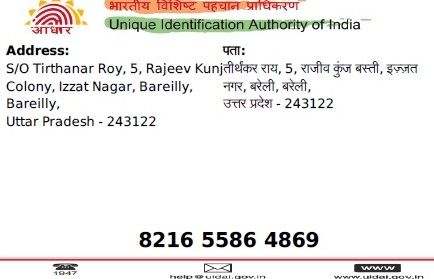 भारतीय विशिष्ट पहचान प्राधिकरण
Unique Identification Authority of India
आधार
Address:
S/O Tirthanar Roy, 5, Rajeev Kunj
Colony, Izzat Nagar, Bareilly,
Bareilly,
Uttar Pradesh - 243122
पता:
तीर्थंकर राय, 5, राजीव कुंज बस्ती, इज़्ज़त
नगर, बरेली, बरेली,
उत्तर प्रदेश - 243122
8216 5586 4869
1947
help@uidai.gov.in
www
www.uidai.gov.in